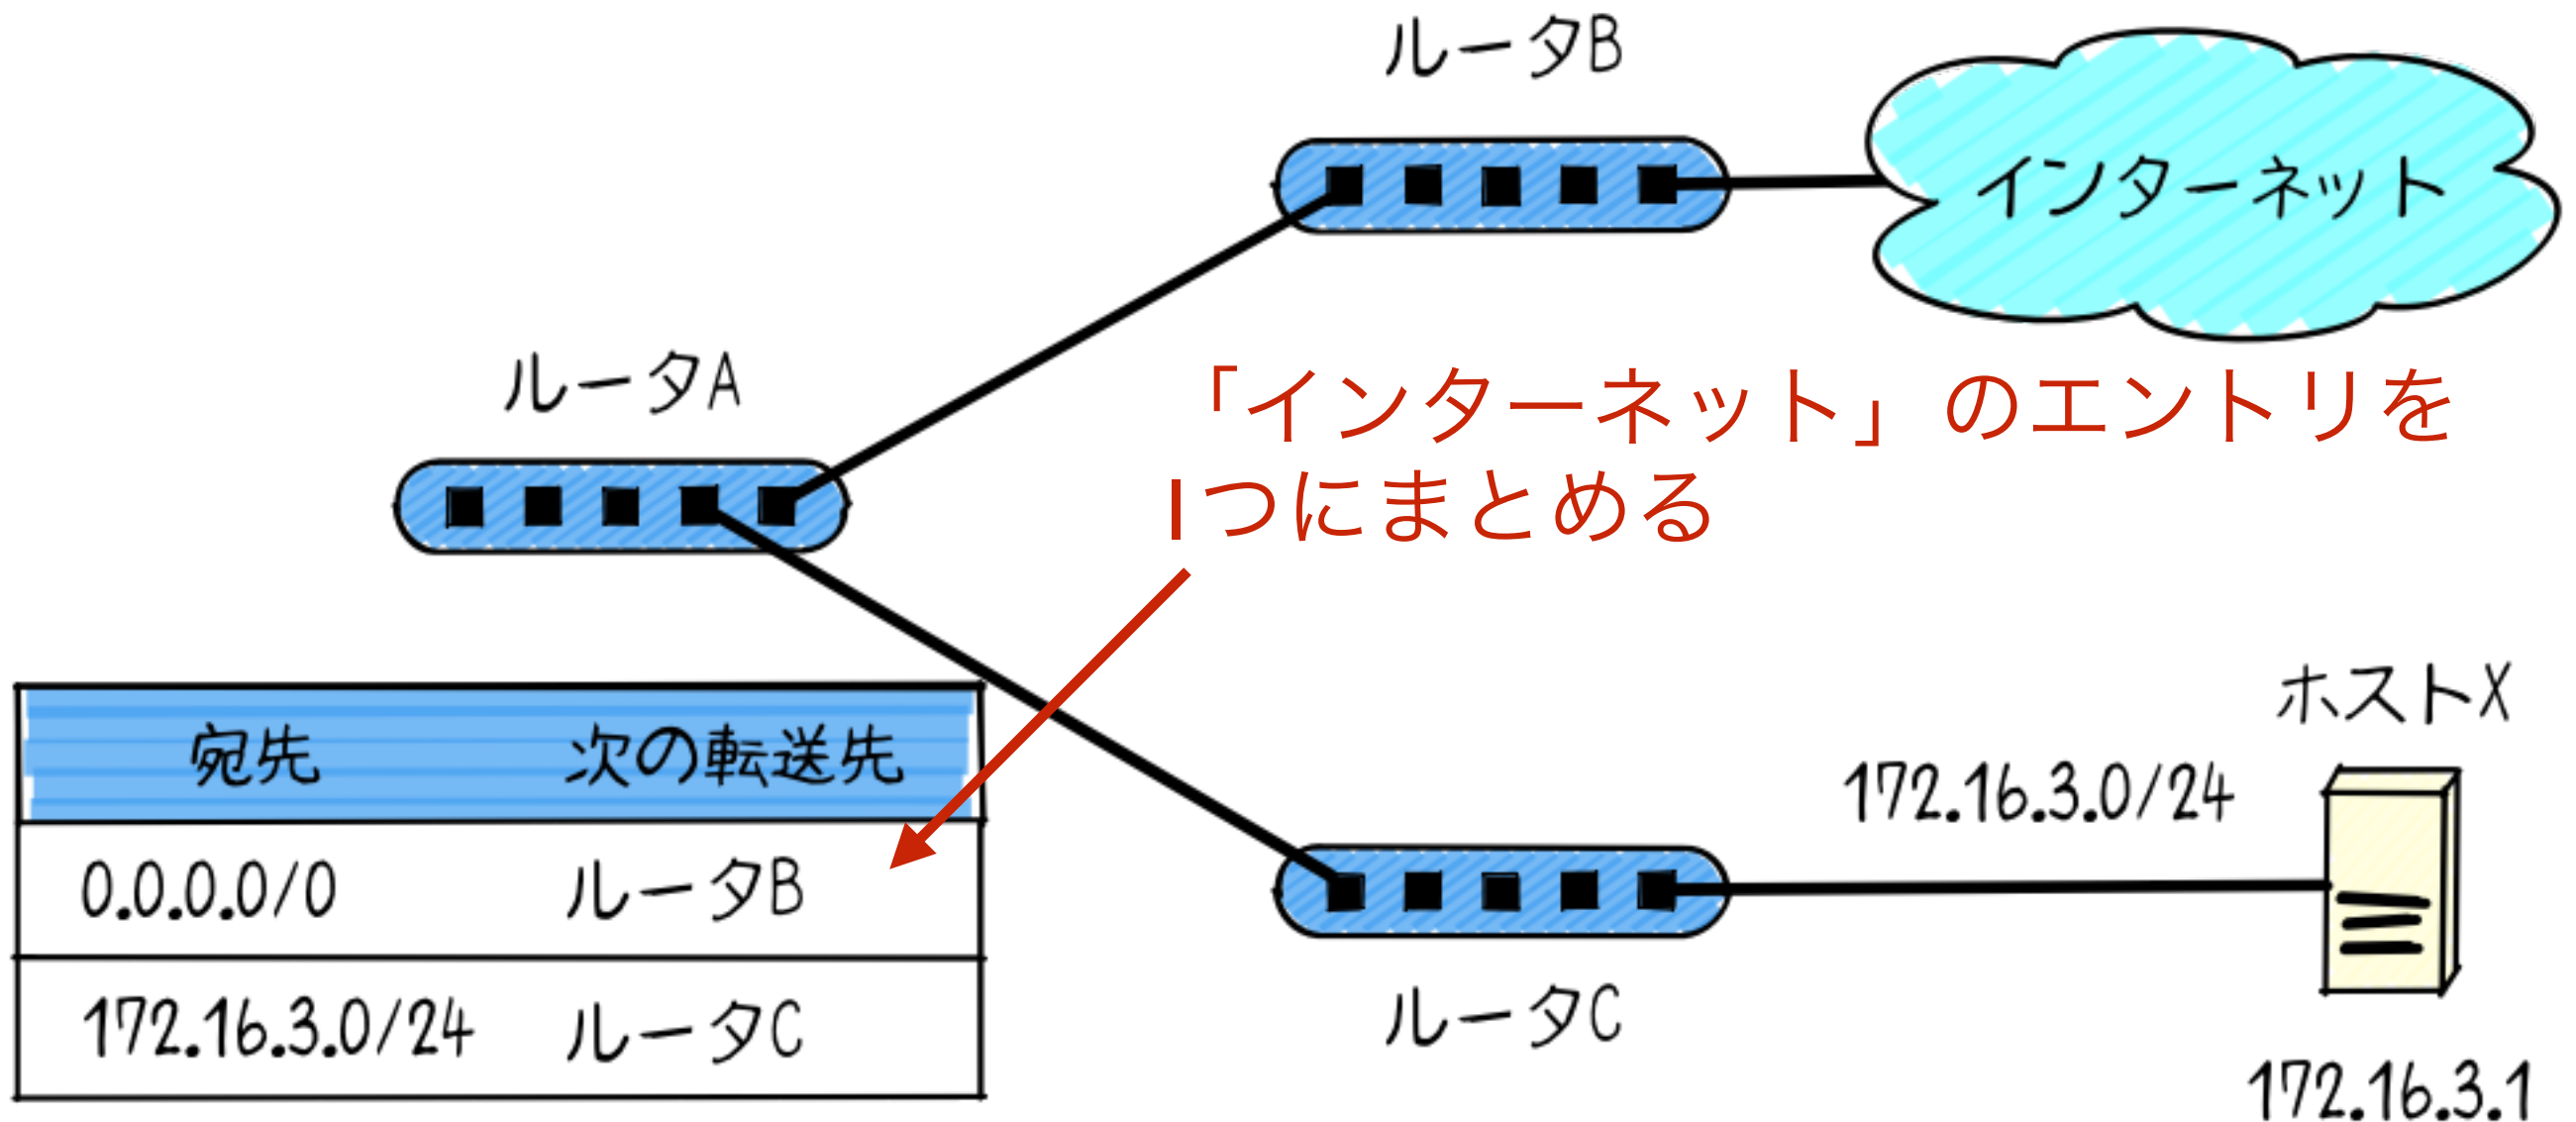 ルータB
インターネット
ルータA
「インターネット」のエントリを
1つにまとめる
宛先 次の転送先
0.0.0.0/0 ルータB
172.16.3.0/24 ルータC
ホストX
172.16.3.0/24
ルータC
172.16.3.1